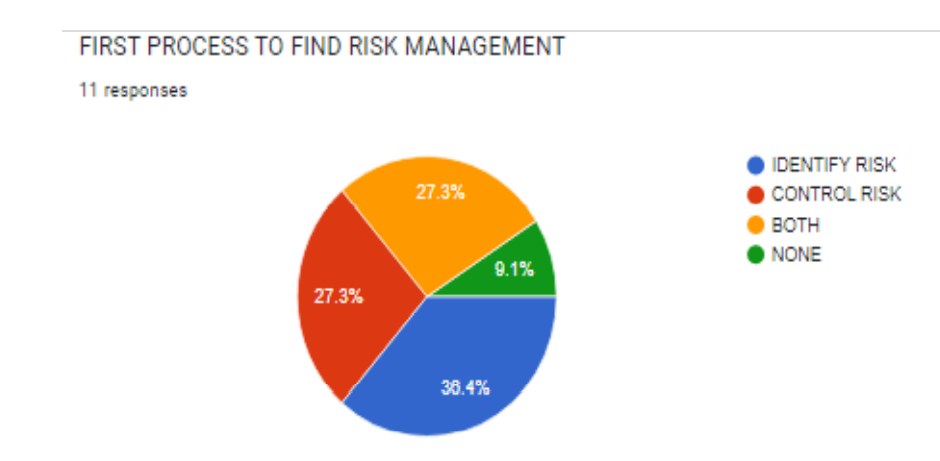 FIRST PROCESS TO FIND RISK MANAGEMENT
11 responses
IDENTIFY RISK
CONTROL RISK
BOTH
NONE
27.3%
9.1%
27.3%
36.4%